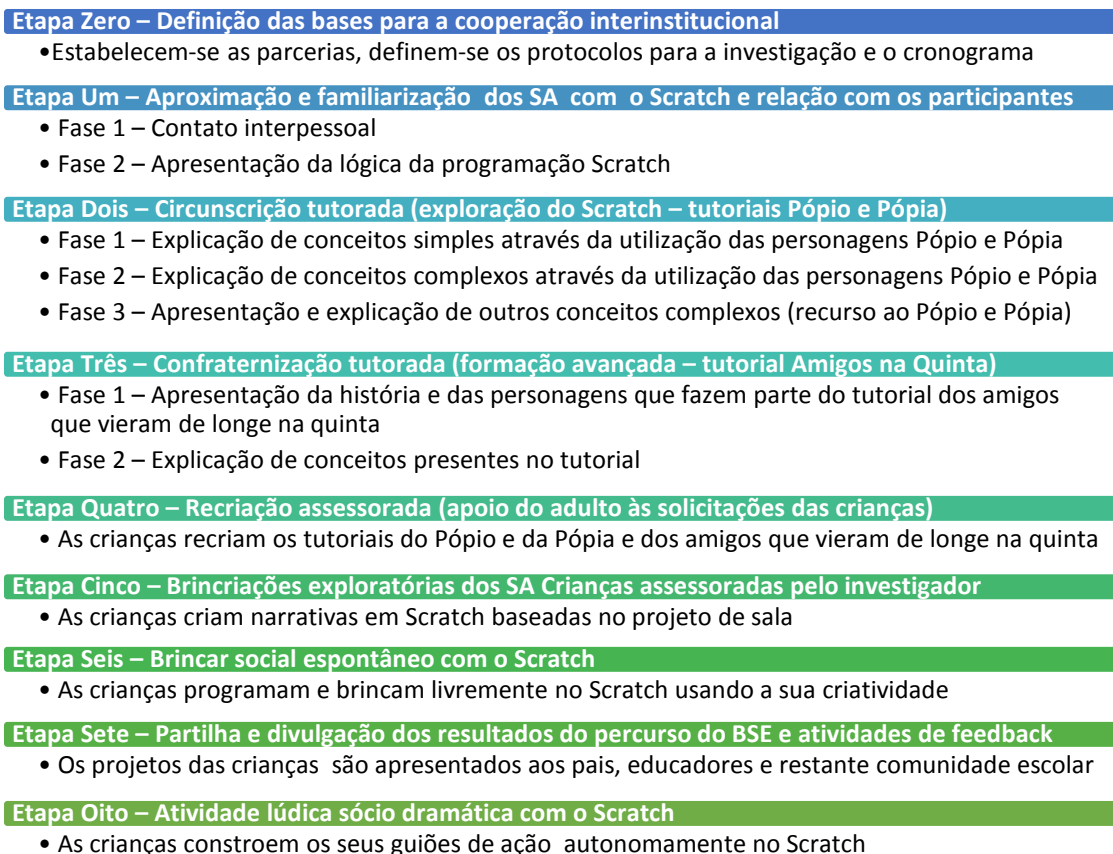 Etapa Zero – Definição das bases para a cooperação interinstitucional
•Estabelecem-se as parcerias, definem-se os protocolos para a investigação e o cronograma
Etapa Um – Aproximação e familiarização dos SA com o Scratch e relação com os participantes
• Fase 1 – Contato interpessoal
• Fase 2 – Apresentação da lógica da programação Scratch
Etapa Dois – Circunscrição tutorada (exploração do Scratch – tutoriais Pópio e Pópia)
• Fase 1 – Explicação de conceitos simples através da utilização das personagens Pópio e Pópia
• Fase 2 – Explicação de conceitos complexos através da utilização das personagens Pópio e Pópia
• Fase 3 – Apresentação e explicação de outros conceitos complexos (recurso ao Pópio e Pópia)
Etapa Três – Confraternização tutorada (formação avançada – tutorial Amigos na Quinta)
• Fase 1 – Apresentação da história e das personagens que fazem parte do tutorial dos amigos
que vieram de longe na quinta
• Fase 2 – Explicação de conceitos presentes no tutorial
Etapa Quatro – Recriação assessorada (apoio do adulto às solicitações das crianças)
• As crianças recriam os tutoriais do Pópio e da Pópia e dos amigos que vieram de longe na quinta
Etapa Cinco – Brincriações exploratórias dos SA Crianças assessoradas pelo investigador
• As crianças criam narrativas em Scratch baseadas no projeto de sala
Etapa Seis – Brincar social espontâneo com o Scratch
• As crianças programam e brincam livremente no Scratch usando a sua criatividade
Etapa Sete – Partilha e divulgação dos resultados do percurso do BSE e atividades de feedback
• Os projetos das crianças são apresentados aos pais, educadores e restante comunidade escolar
Etapa Oito – Atividade lúdica sócio dramática com o Scratch
• As crianças constroem os seus guiões de ação autonomamente no Scratch